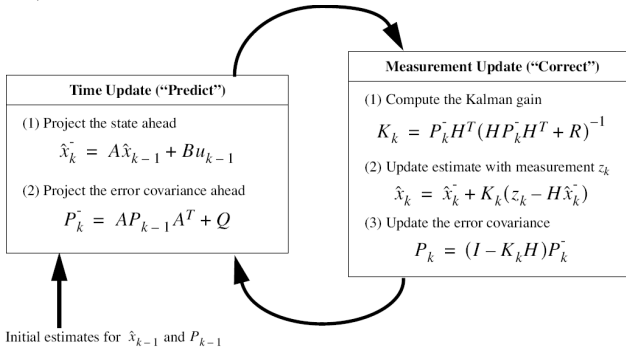 Time Update (“Predict”)
(1) Project the state ahead
x̂ₖ⁻ = Ax̂ₖ₋₁ + Buₖ₋₁
(2) Project the error covariance ahead
Pₖ⁻ = APₖ₋₁Aᵀ + Q
Initial estimates for x̂ₖ₋₁ and Pₖ₋₁
Measurement Update (“Correct”)
(1) Compute the Kalman gain
Kₖ = Pₖ⁻Hᵀ(HPₖ⁻Hᵀ + R)⁻¹
(2) Update estimate with measurement zₖ
x̂ₖ = x̂ₖ⁻ + Kₖ(zₖ – Hx̂ₖ⁻)
(3) Update the error covariance
Pₖ = (I – KₖH)Pₖ⁻